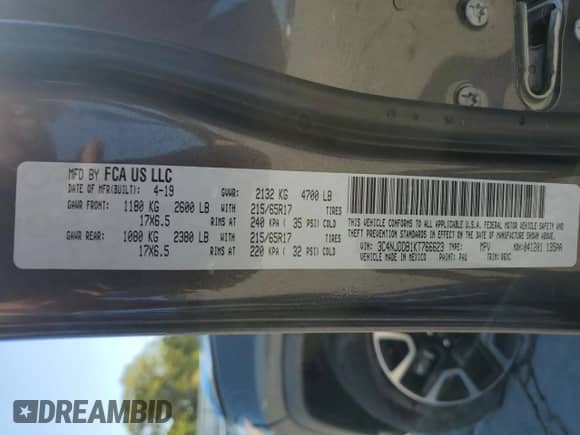 MFD BY FCA US LLC
DATE OF MFR(BUILT): 4-19 GVWR: 2132 KG 4700 LB
GAWR FRONT: 1180 KG 2600 LB WITH 215/65R17 TIRES
17X6.5 RIMS AT 240 KPA ( 35 PSI) COLD
GAWR REAR: 1080 KG 2380 LB WITH 215/65R17 TIRES
17X6.5 RIMS AT 220 KPA ( 32 PSI) COLD
THIS VEHICLE CONFORMS TO ALL APPLICABLE U.S.A. FEDERAL MOTOR VEHICLE SAFETY AND
THEFT PREVENTION STANDARDS IN EFFECT ON THE DATE OF MANUFACTURE SHOWN ABOVE.
VIN: 3C4NJDDB1KT766623 TYPE: MPV MDH: 041201 135AA
VEHICLE MADE IN MEXICO PAINT: PAU TRIM:
DREAMBID